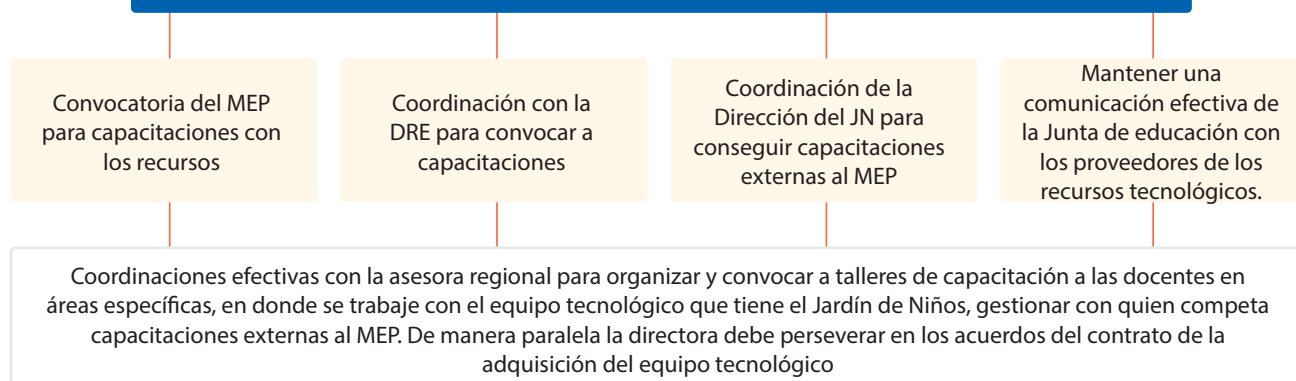 Convocatoria del MEP
para capacitaciones con
los recursos
Coordinación con la
DRE para convocar a
capacitaciones
Coordinación de la
Dirección del JN para
conseguir capacitaciones
externas al MEP
Mantener una
comunicación efectiva de
la Junta de educación con
los proveedores de los
recursos tecnológicos.
Coordinaciones efectivas con la asesora regional para organizar y convocar a talleres de capacitación a las docentes en
áreas específicas, en donde se trabaje con el equipo tecnológico que tiene el Jardín de Niños, gestionar con quien competa
capacitaciones externas al MEP. De manera paralela la directora debe perseverar en los acuerdos del contrato de la
adquisición del equipo tecnológico